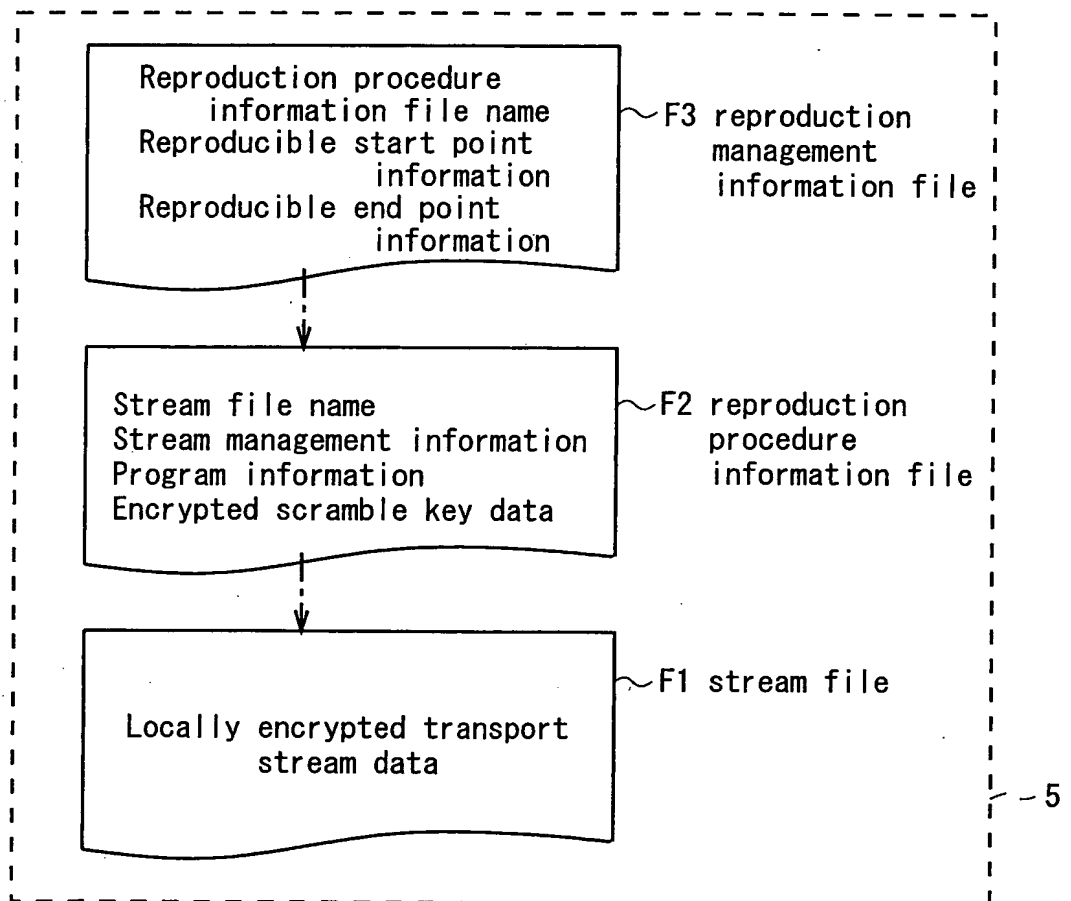 Reproduction procedure
information file name
Reproducible start point
information
Reproducible end point
information
F3 reproduction
management
information file
Stream file name
Stream management information
Program information
Encrypted scramble key data
F2 reproduction
procedure
information file
Locally encrypted transport
stream data
F1 stream file
5